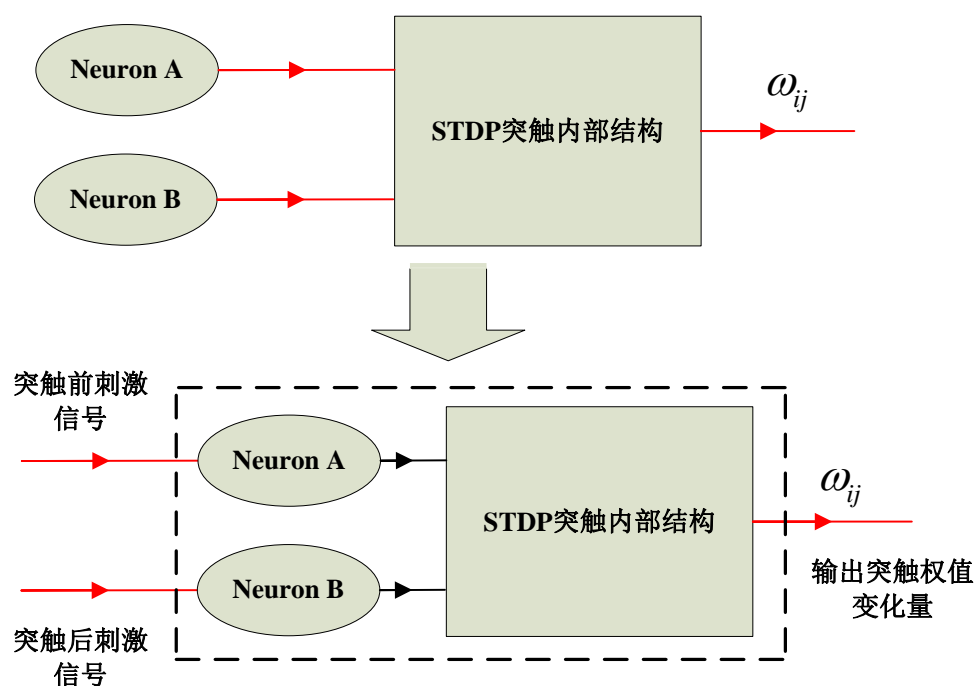 Neuron A
STDP突触内部结构
ω_ij
Neuron B
突触前刺激
信号
Neuron A
STDP突触内部结构
ω_ij
Neuron B
输出突触权值
变化量
突触后刺激
信号